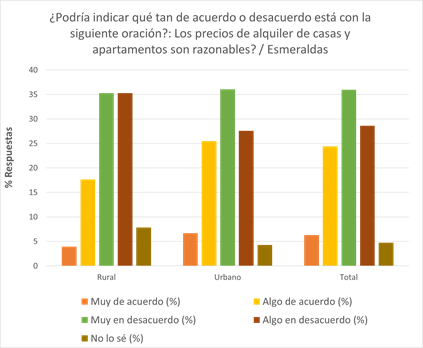 ¿Podría indicar qué tan de acuerdo o desacuerdo está con la
siguiente oración?: Los precios de alquiler de casas y
apartamentos son razonables? / Esmeraldas
% Respuestas
40
35
30
25
20
15
10
5
0
Rural Urbano Total
Muy de acuerdo (%) Algo de acuerdo (%)
Muy en desacuerdo (%) Algo en desacuerdo (%)
No lo sé (%)